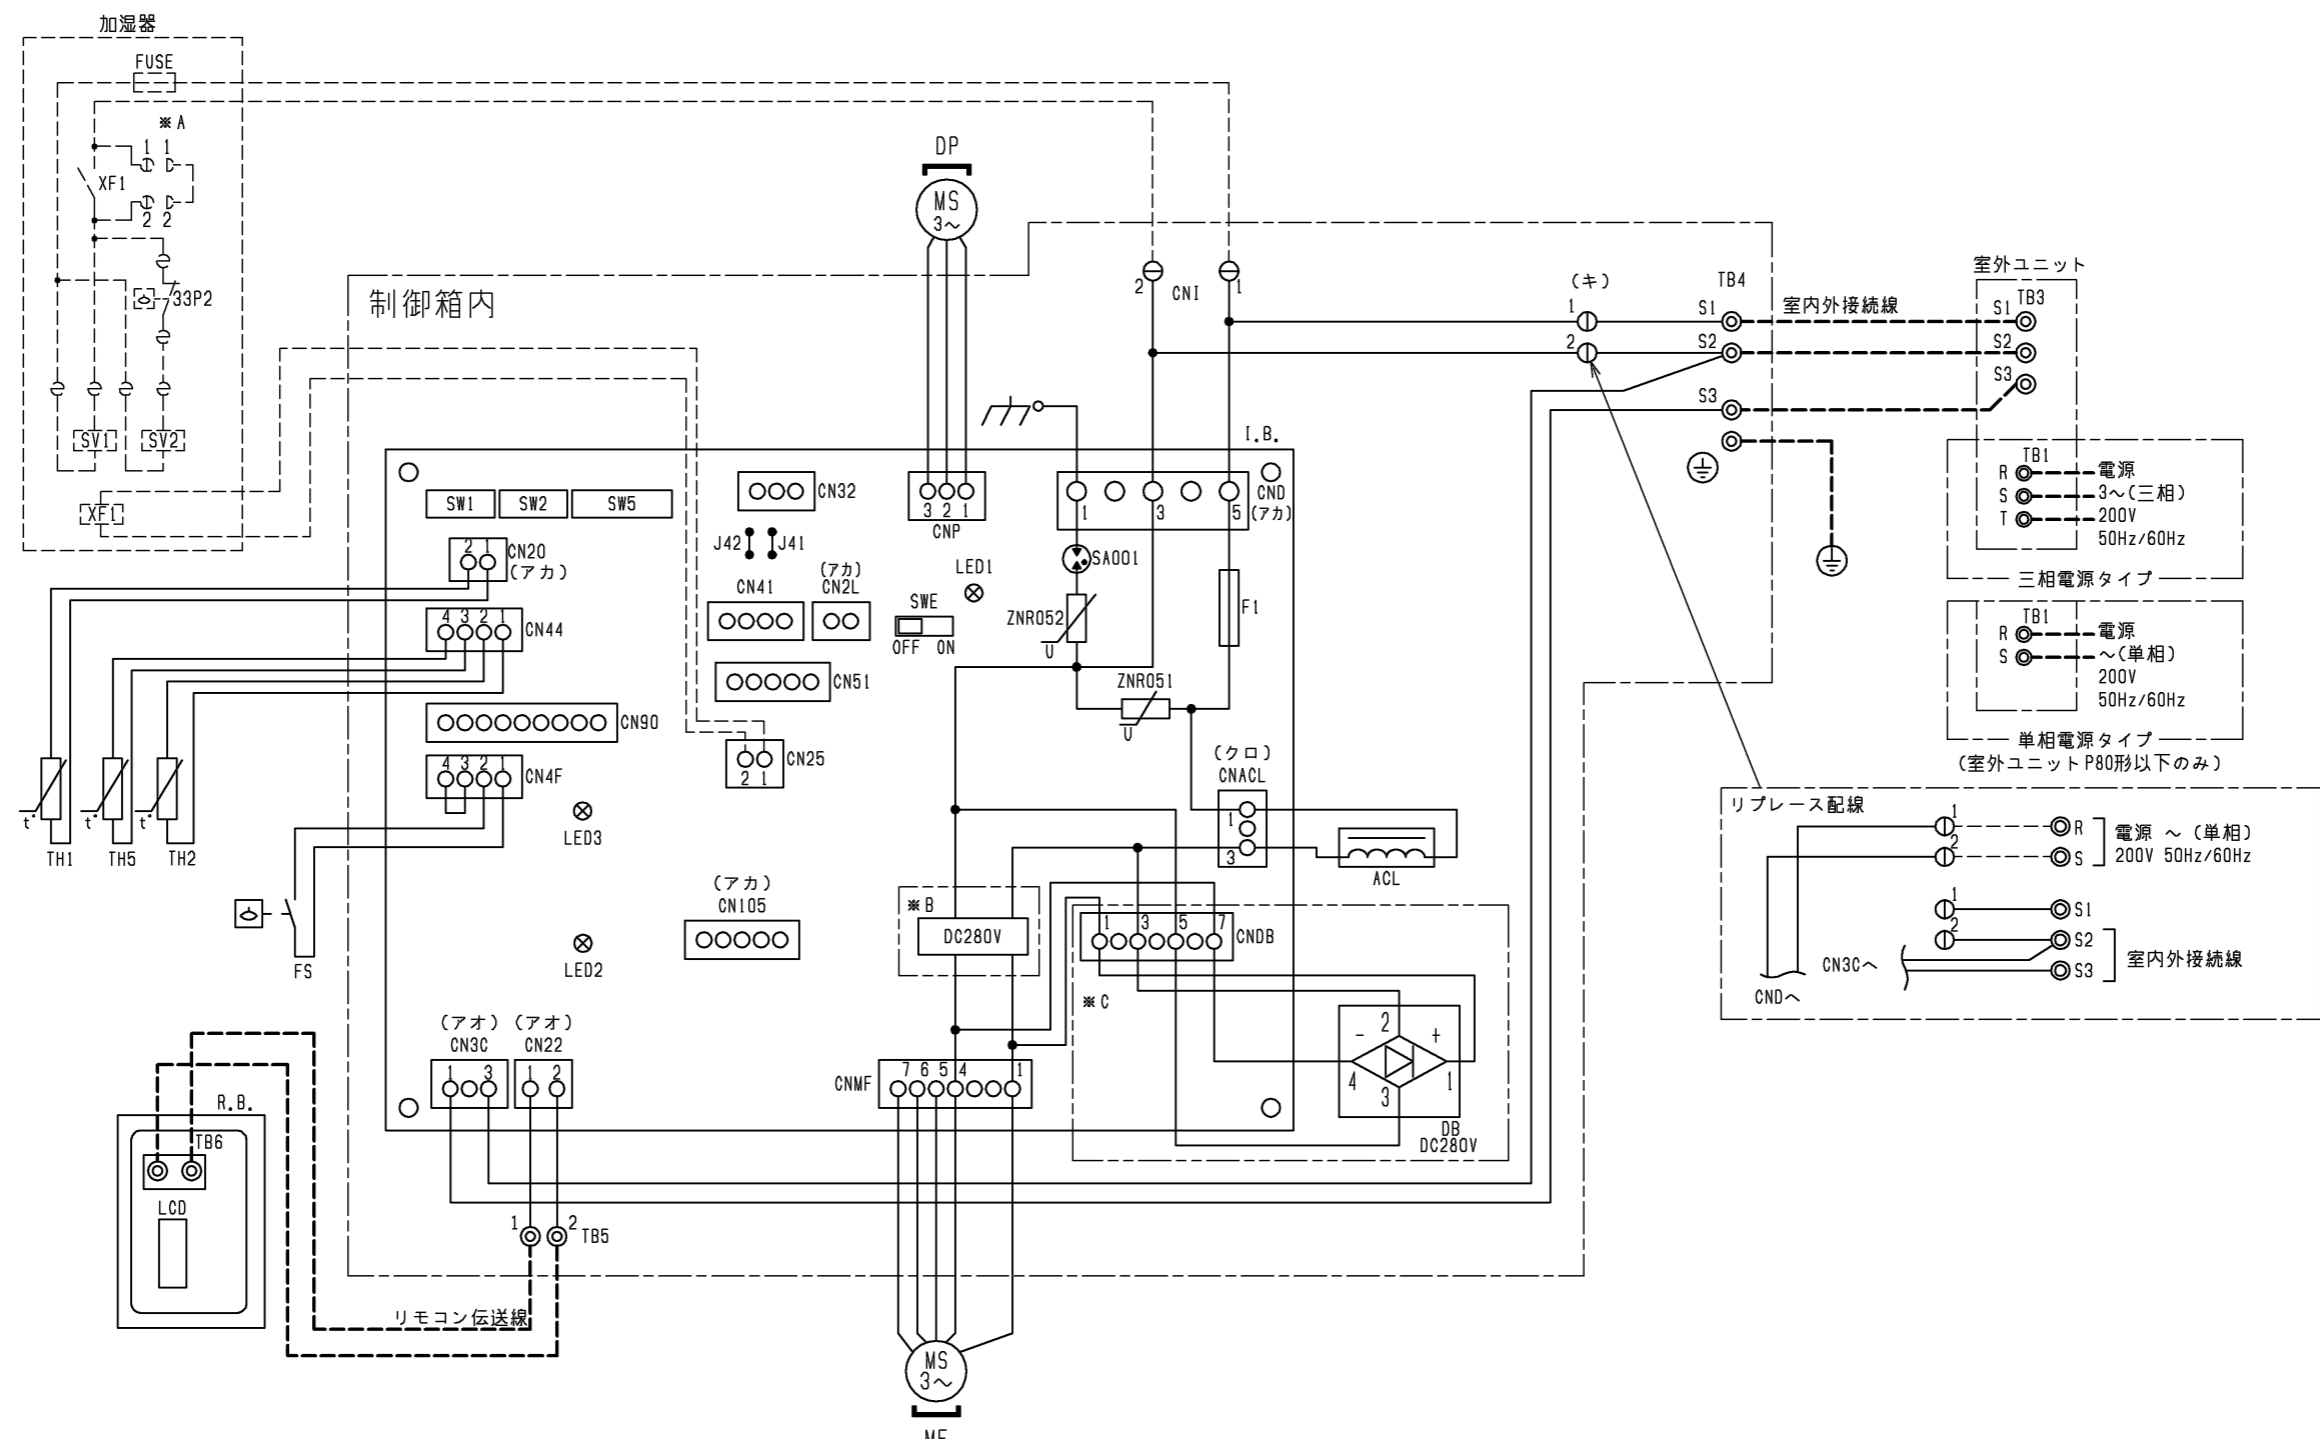 加湿器
FUSE
※A
1 1
XF1
2 2
33P2
SV1
SV2
XF1
DP
MS
3～
制御箱内
2
CNI
1
(キ)
1
2
TB4
S1
S2
S3
室内外接続線
室外ユニット
TB3
S1
S2
S3
TB1
R
S
T
電源
3～(三相)
200V
50Hz/60Hz
三相電源タイプ
TB1
R
S
電源
～(単相)
200V
50Hz/60Hz
単相電源タイプ
(室外ユニットP80形以下のみ)
リプレース配線
1
2
R
S
電源 ～ (単相)
200V 50Hz/60Hz
1
2
S1
S2
S3
室内外接続線
CN3Cへ
CNDへ
I.B.
SW1
SW2
SW5
CN32
3 2 1
CNP
1
3
5
CND
(アカ)
J42
J41
2 1
CN20
(アカ)
4 3 2 1
CN44
CN41
(アカ)
CN2L
SWE
OFF ON
LED1
SA001
ZNR052
U
F1
CN51
ZNR051
U
CN90
CN25
2 1
4 3 2 1
CN4F
(クロ)
CNACL
1
3
ACL
LED3
TH1
TH5
TH2
t°
t°
t°
FS
(アカ)
CN105
LED2
※B
DC280V
1 3 5 7
CNDB
※C
2
- +
4 1
3
DB
DC280V
(アオ)
CN3C
1 3
(アオ)
CN22
1 2
CNMF
7 6 5 4 1
R.B.
TB6
LCD
1
2
TB5
リモコン伝送線
MS
3～
MF